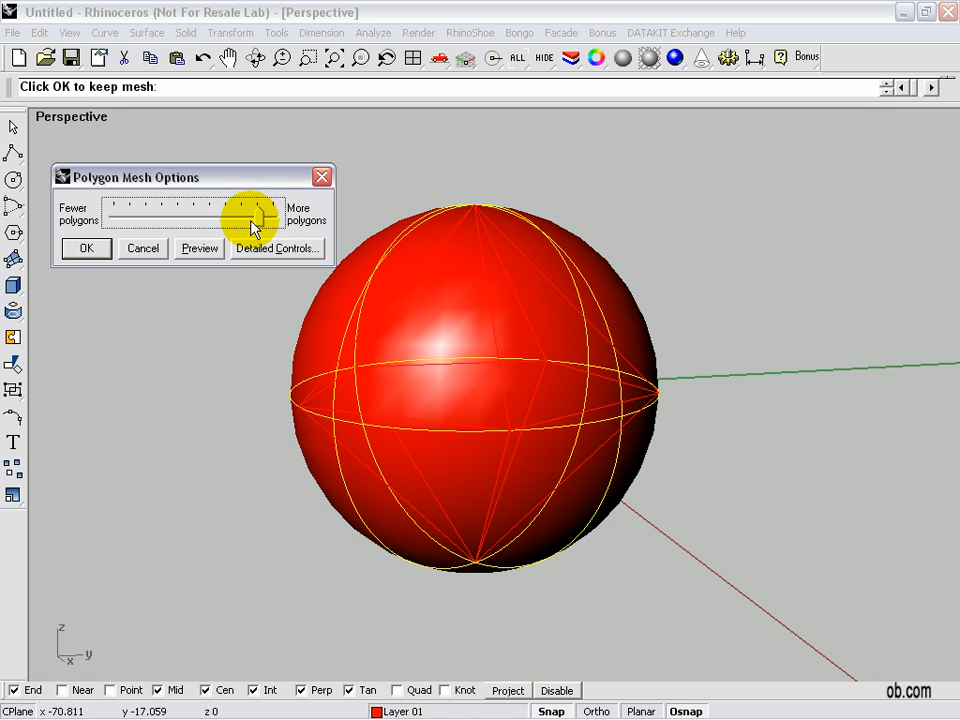 Untitled - Rhinoceros (Not For Resale Lab) - [Perspective]
File Edit View Curve Surface Solid Transform Tools Dimension Analyze Render RhinoShoe Bongo Facade Bonus DATAKIT Exchange Help
ALL HIDE ? Bonus
Click OK to keep mesh:
Perspective
Polygon Mesh Options
Fewer polygons
More polygons
OK Cancel Preview Detailed Controls...
T
z
x y
End Near Point Mid Cen Int Perp Tan Quad Knot Project Disable
ob.com
CPlane x -70.811 y -17.059 z 0 Layer 01 Snap Ortho Planar Osnap